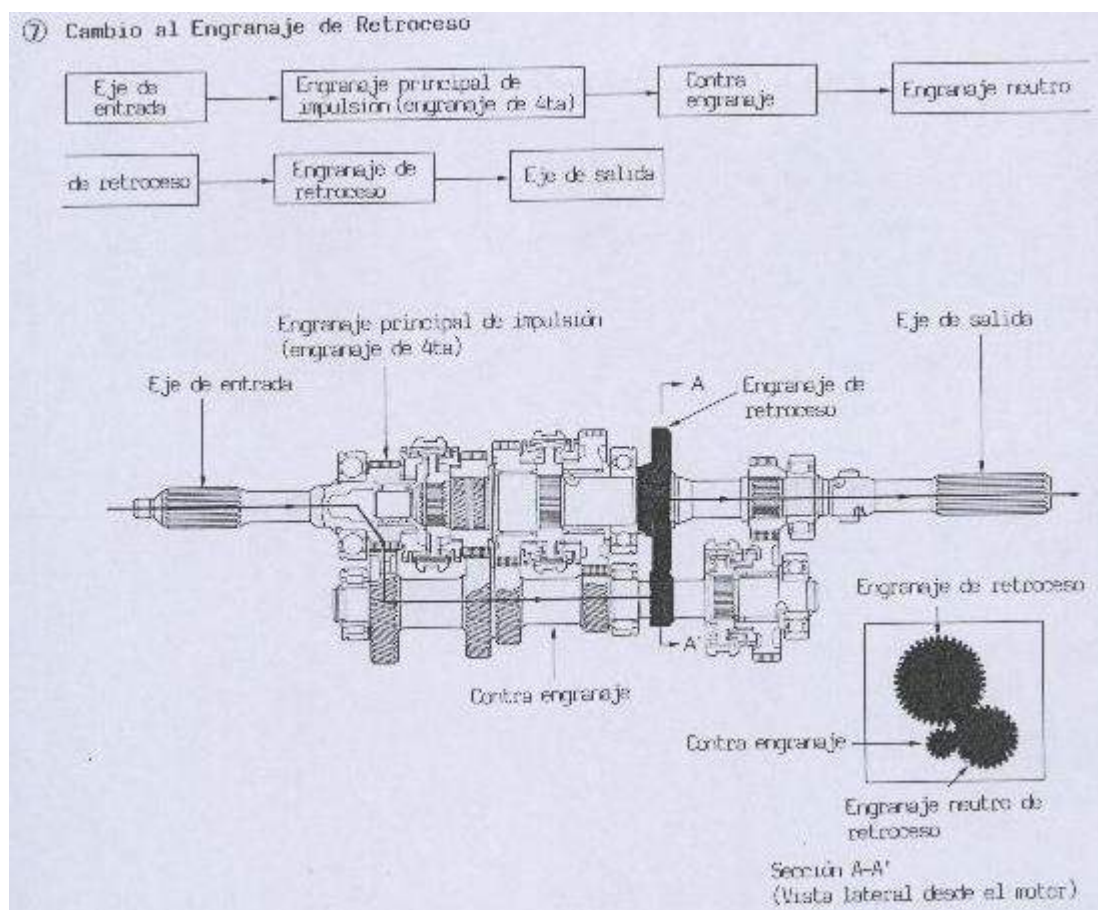 ⑦ Cambio al Engranaje de Retroceso
Eje de
entrada
Engranaje principal de
impulsión (engranaje de 4ta)
Contra
engranaje
Engranaje neutro
de retroceso
Engranaje de
retroceso
Eje de salida
Engranaje principal de impulsión
(engranaje de 4ta)
Eje de salida
Eje de entrada
A
Engranaje de
retroceso
Engranaje de retroceso
A'
Contra engranaje
Contra engranaje
Engranaje neutro de
retroceso
Sección A-A'
(Vista lateral desde el motor)